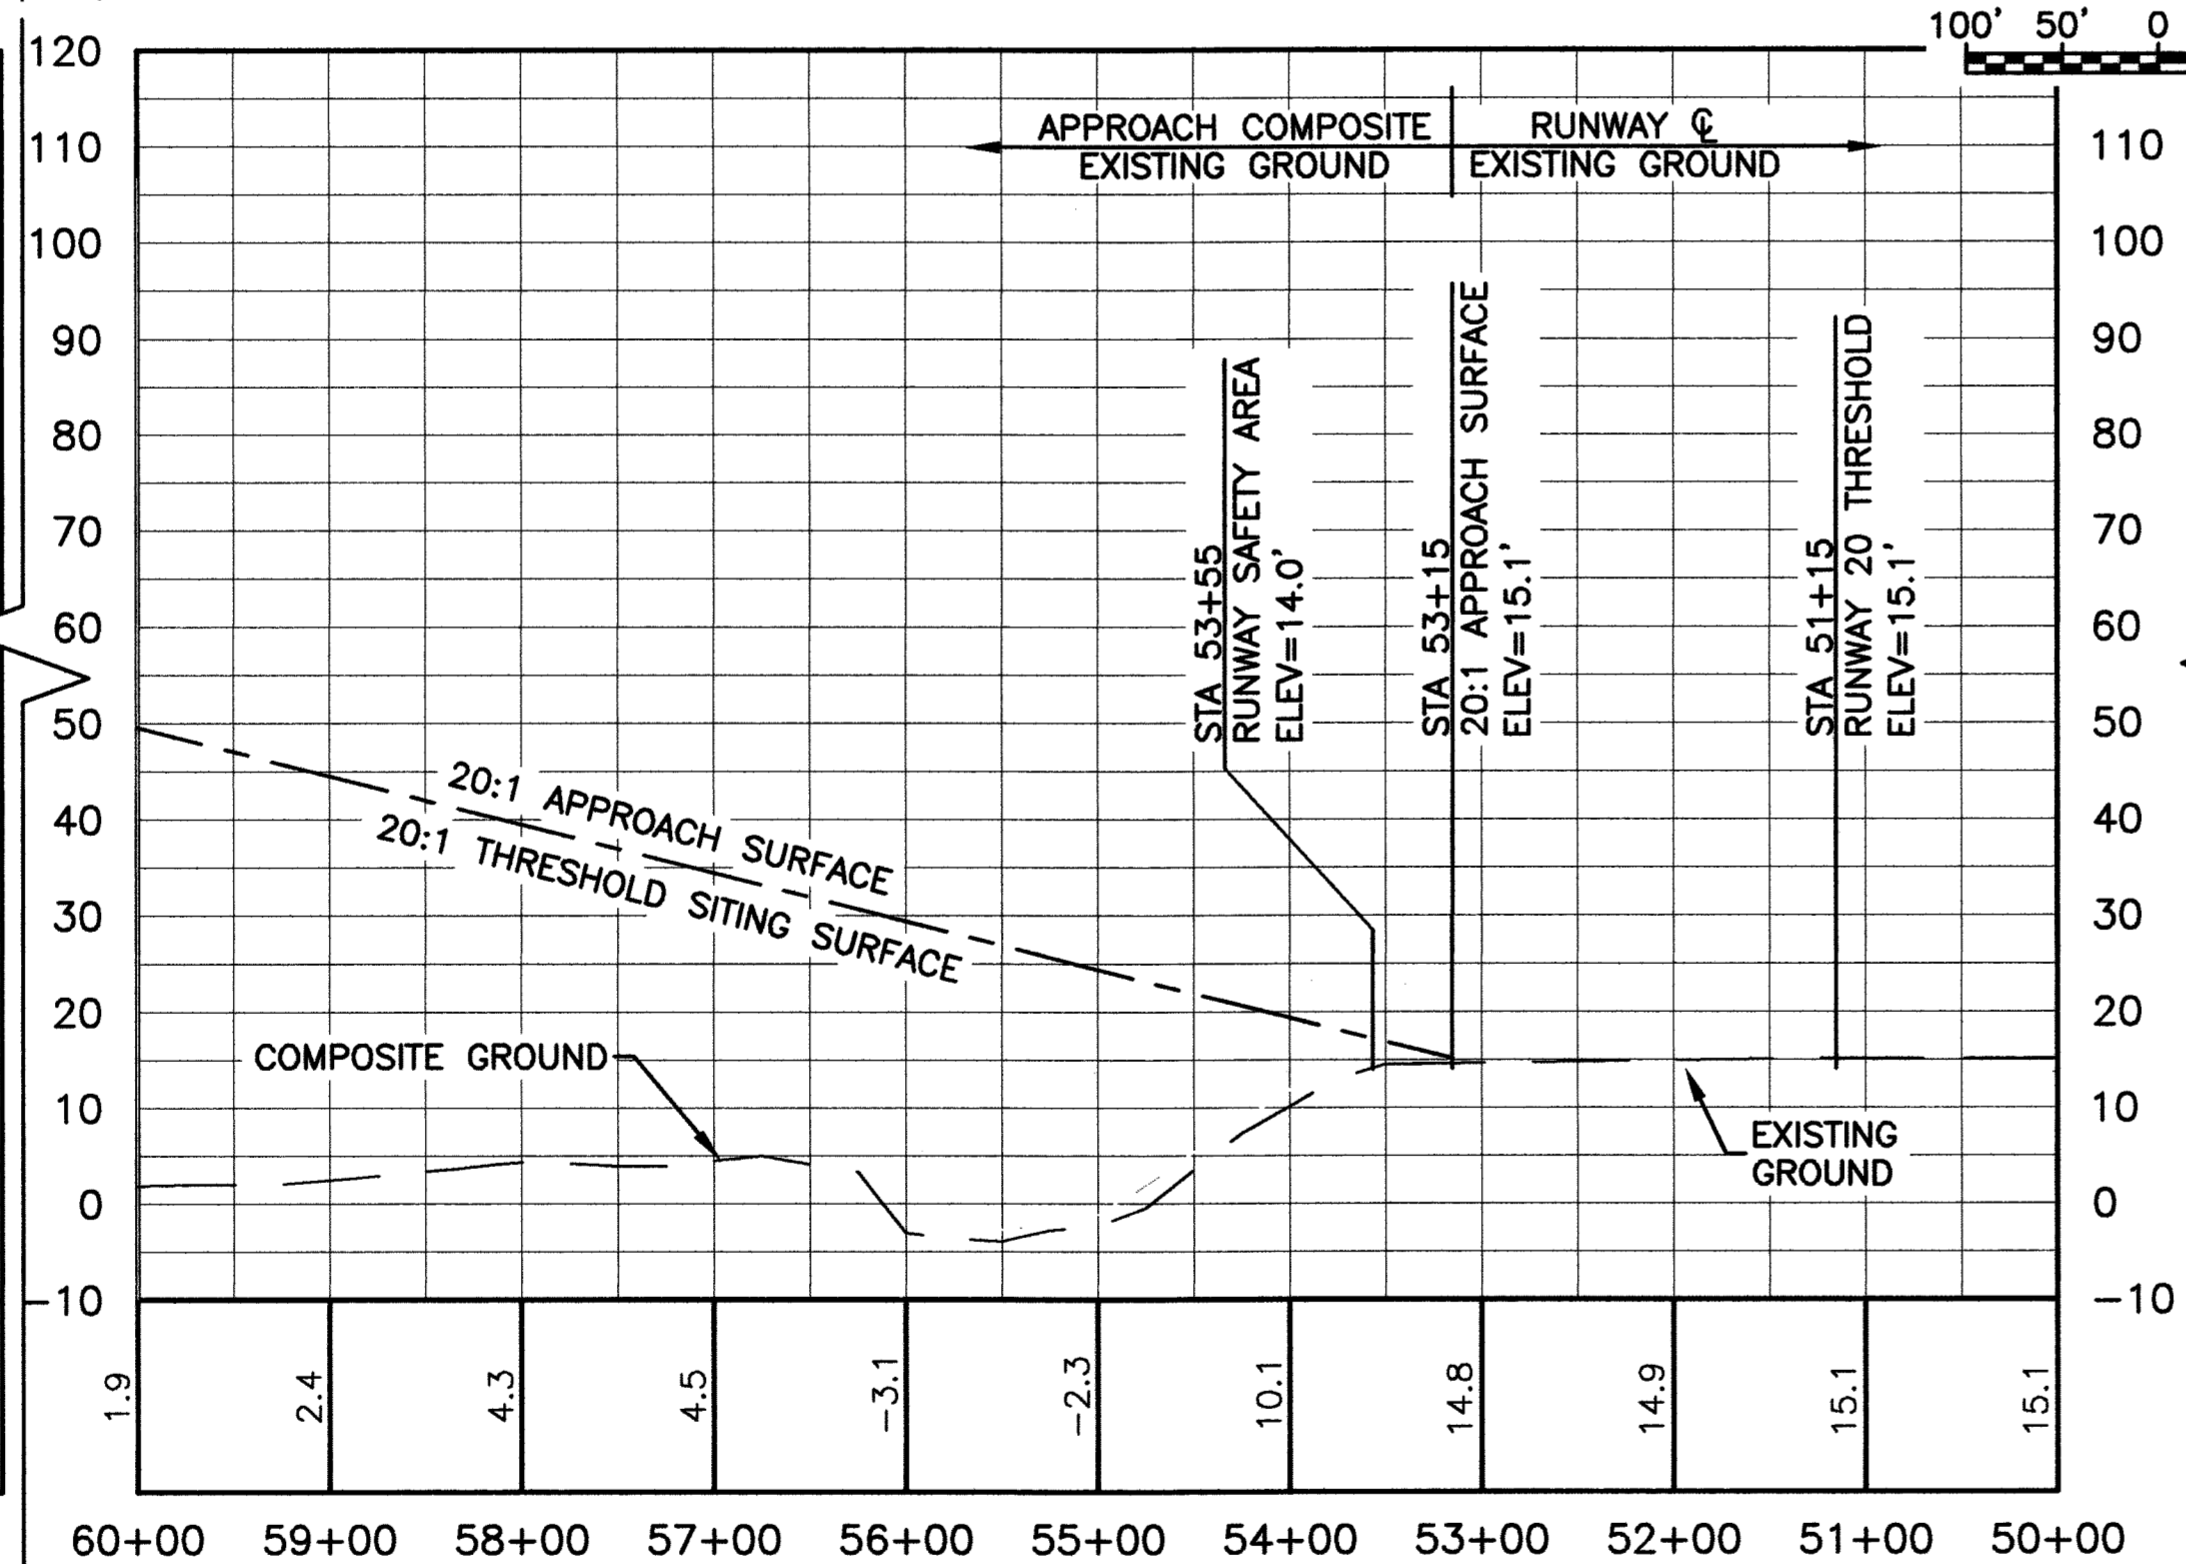 100' 50' 0
120
110 110
100 100
90 90
80 80
70 70
60 60
50 50
40 40
30 30
20 20
10 10
0 0
-10 -10
APPROACH COMPOSITE
EXISTING GROUND
RUNWAY ℄
EXISTING GROUND
STA 53+55
RUNWAY SAFETY AREA
ELEV=14.0'
STA 53+15
20:1 APPROACH SURFACE
ELEV=15.1'
STA 51+15
RUNWAY 20 THRESHOLD
ELEV=15.1'
20:1 APPROACH SURFACE
20:1 THRESHOLD SITING SURFACE
COMPOSITE GROUND
EXISTING
GROUND
1.9 2.4 4.3 4.5 -3.1 -2.3 10.1 14.8 14.9 15.1 15.1
60+00 59+00 58+00 57+00 56+00 55+00 54+00 53+00 52+00 51+00 50+00